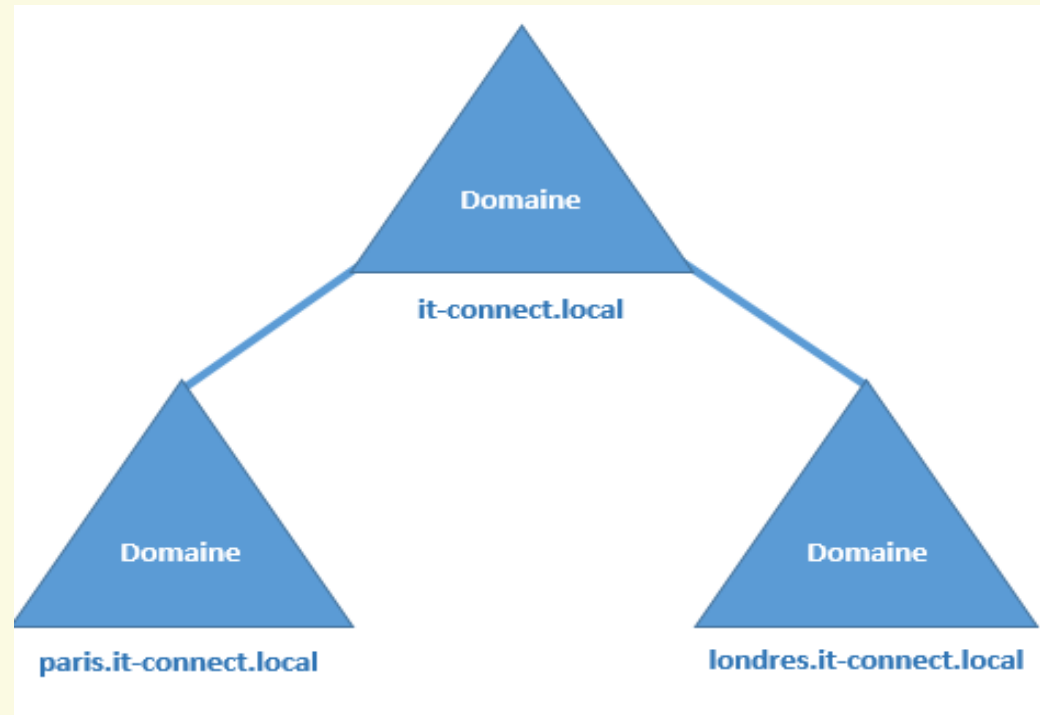 Domaine
it-connect.local
Domaine
Domaine
paris.it-connect.local
londres.it-connect.local